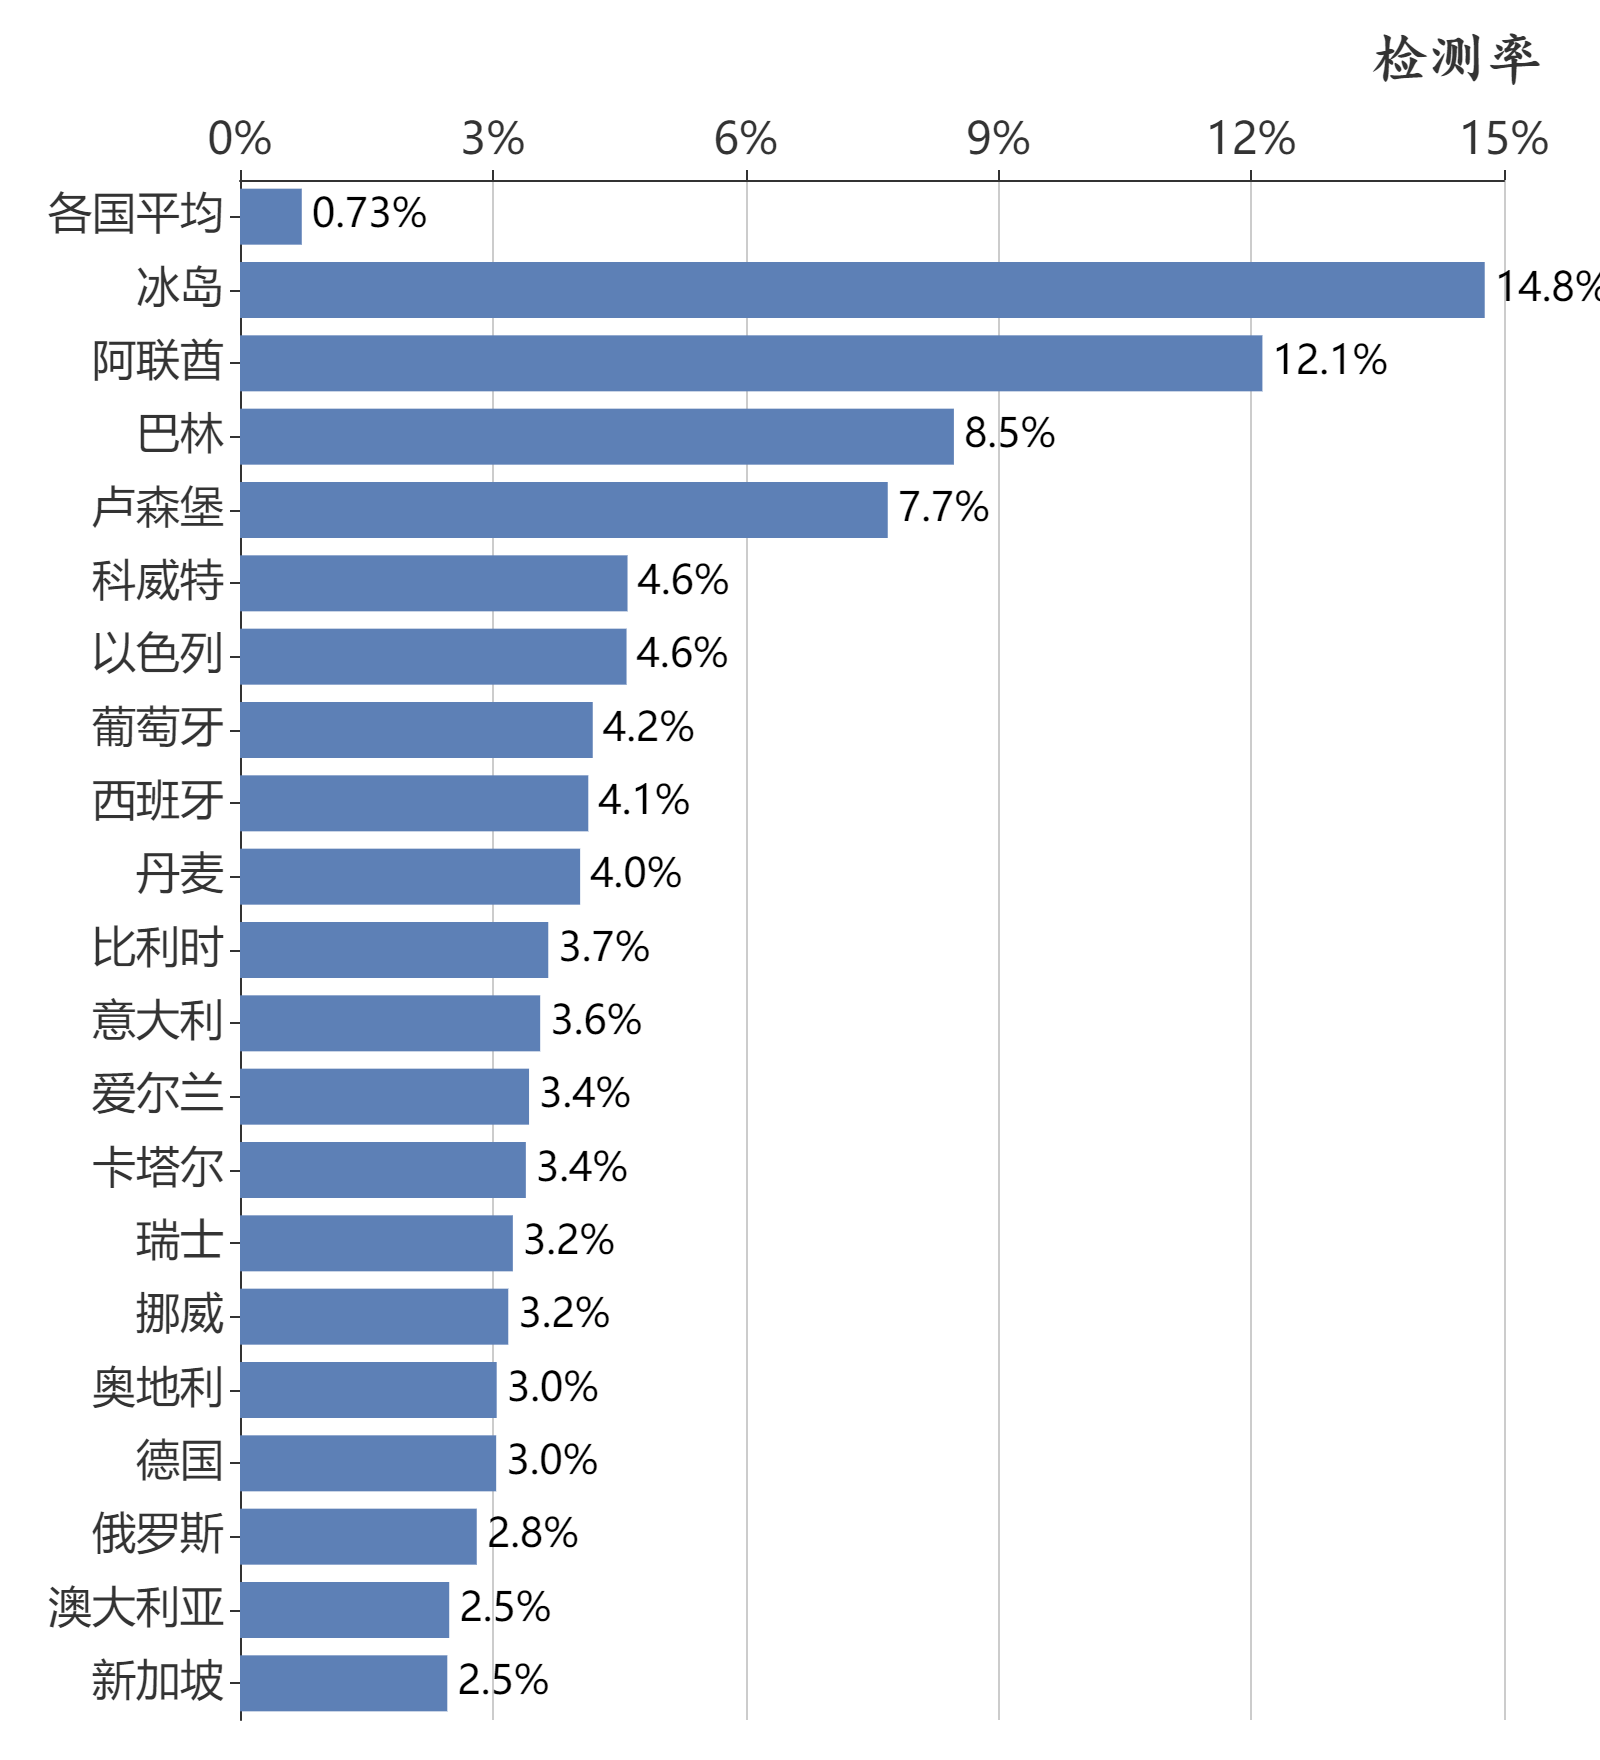 检测率
0% 3% 6% 9% 12% 15%
各国平均 0.73%
冰岛 14.8%
阿联酋 12.1%
巴林 8.5%
卢森堡 7.7%
科威特 4.6%
以色列 4.6%
葡萄牙 4.2%
西班牙 4.1%
丹麦 4.0%
比利时 3.7%
意大利 3.6%
爱尔兰 3.4%
卡塔尔 3.4%
瑞士 3.2%
挪威 3.2%
奥地利 3.0%
德国 3.0%
俄罗斯 2.8%
澳大利亚 2.5%
新加坡 2.5%